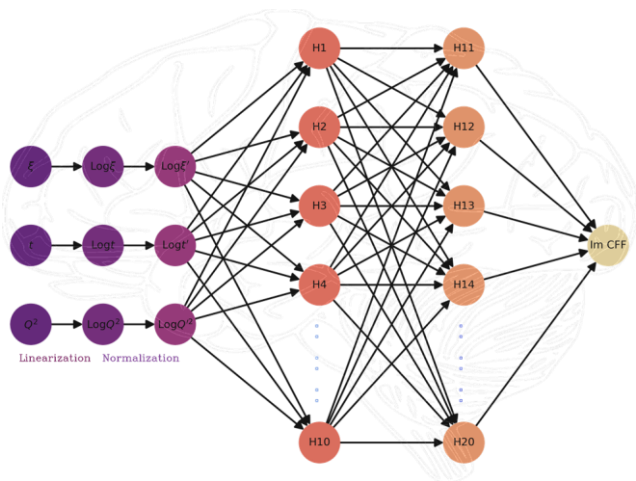 H1 H11
H2 H12
ξ Logξ Logξ′ H3 H13
t Logt Logt′ Im CFF
H4 H14
Q² LogQ² LogQ′²
Linearization Normalization
H10 H20